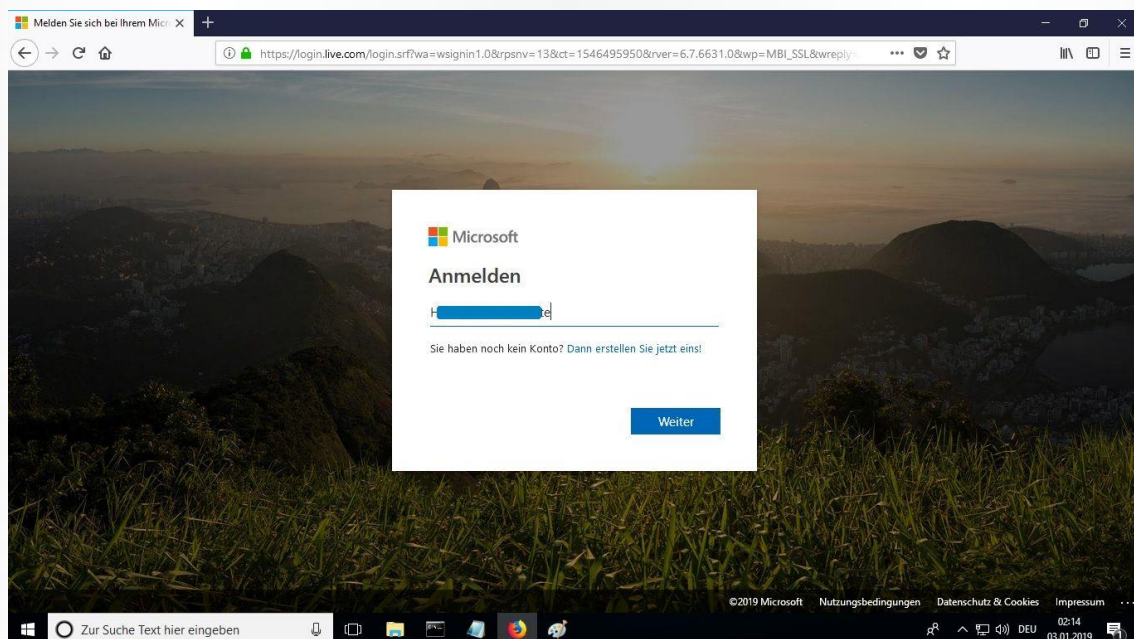 Melden Sie sich bei Ihrem Micr
https://login.live.com/login.srf?wa=wsignin1.0&rpsnv=13&ct=1546495950&rver=6.7.6631.0&wp=MBI_SSL&wreply
Microsoft
Anmelden
Sie haben noch kein Konto? Dann erstellen Sie jetzt eins!
Weiter
©2019 Microsoft Nutzungsbedingungen Datenschutz & Cookies Impressum ...
Zur Suche Text hier eingeben
DEU
02:14
03.01.2019